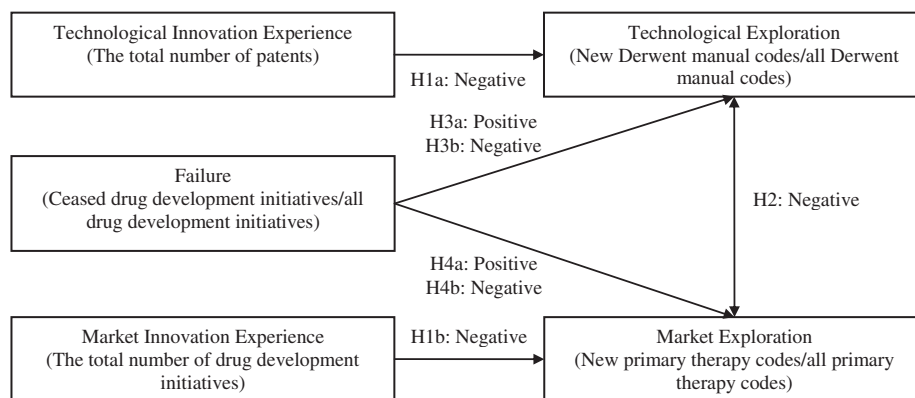 Technological Innovation Experience
(The total number of patents)
H1a: Negative
Technological Exploration
(New Derwent manual codes/all Derwent
manual codes)
H3a: Positive
H3b: Negative
Failure
(Ceased drug development initiatives/all
drug development initiatives)
H2: Negative
H4a: Positive
H4b: Negative
Market Innovation Experience
(The total number of drug development
initiatives)
H1b: Negative
Market Exploration
(New primary therapy codes/all primary
therapy codes)